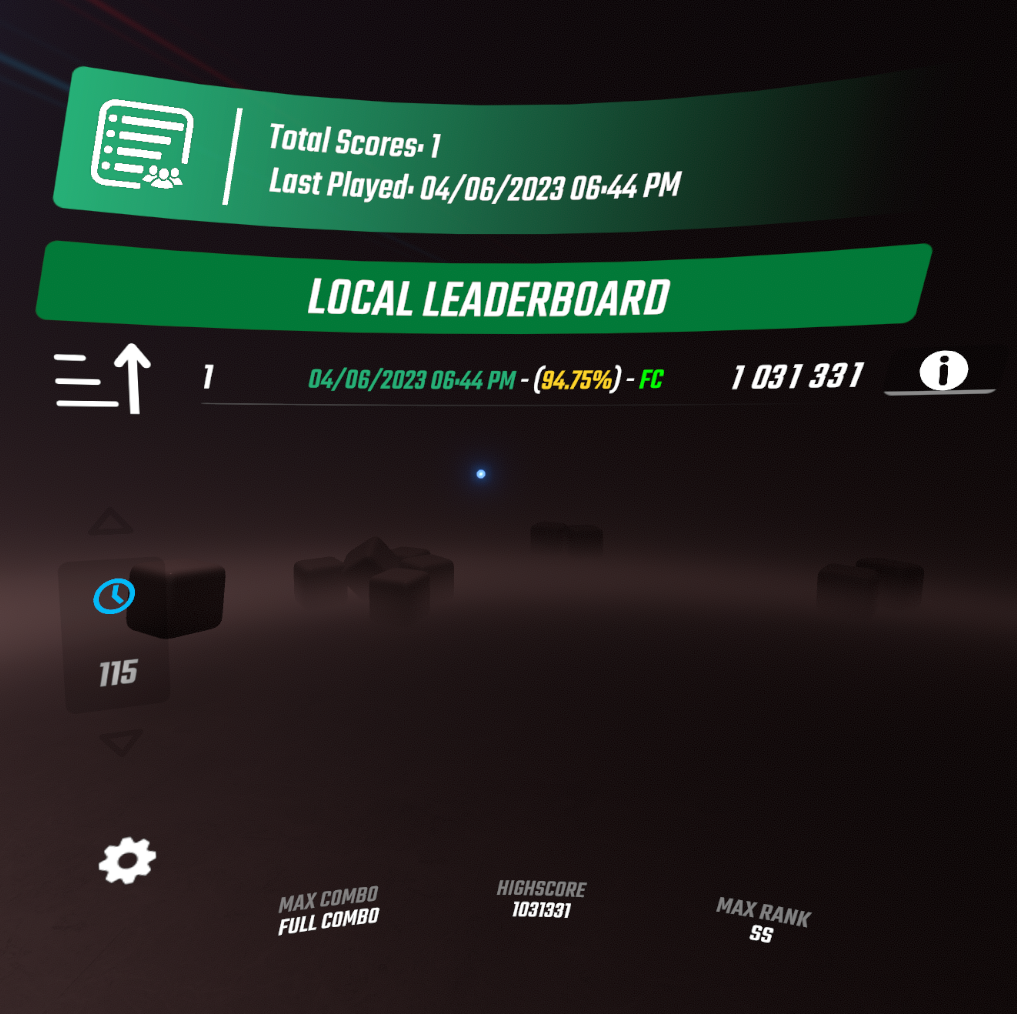 Total Scores: 1
Last Played: 04/06/2023 06:44 PM
LOCAL LEADERBOARD
1 04/06/2023 06:44 PM - (94.75%) - FC 1 031 331
115
MAX COMBO
FULL COMBO
HIGHSCORE
1031331
MAX RANK
SS